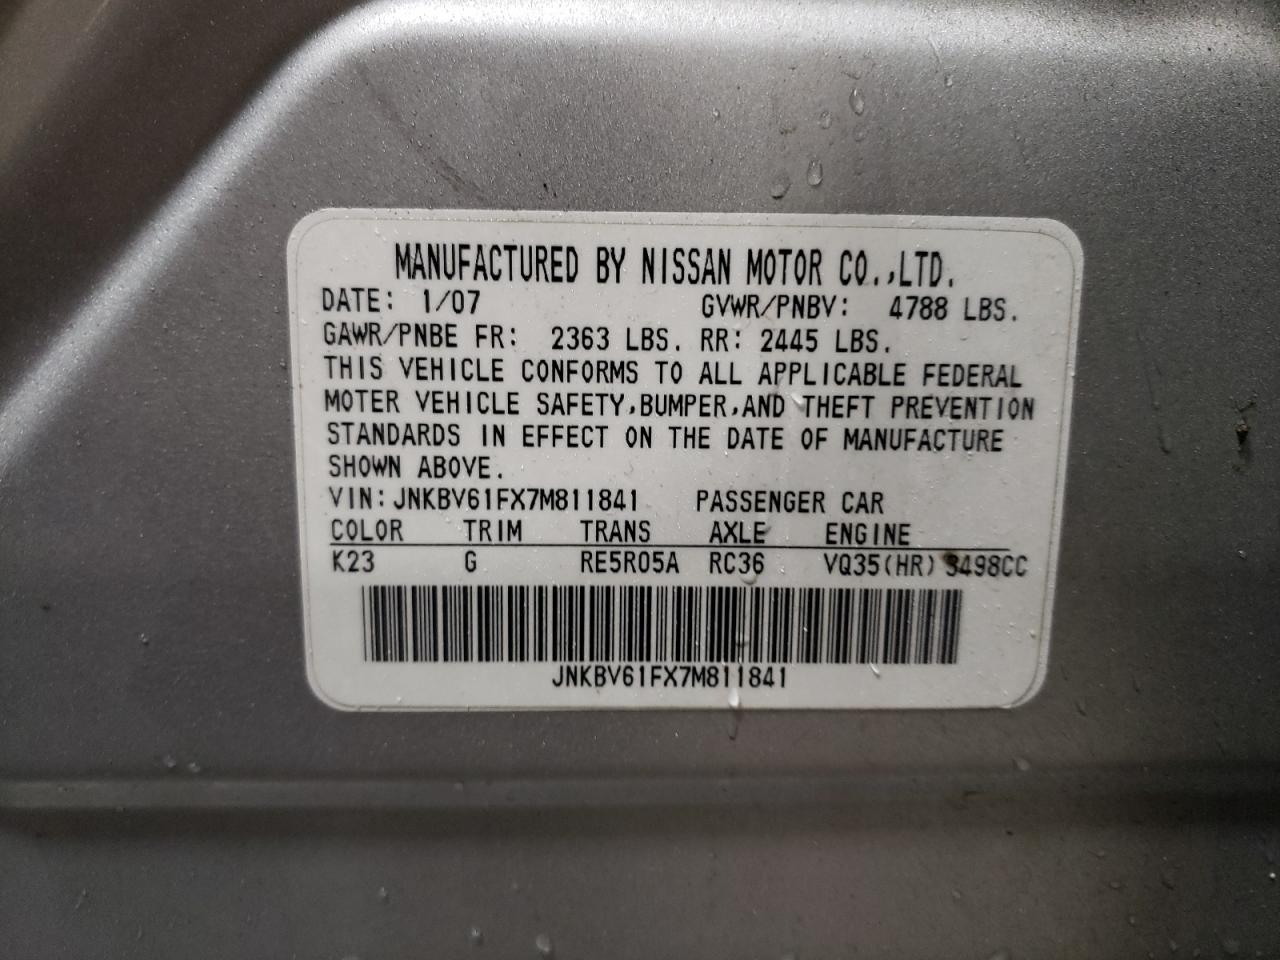 MANUFACTURED BY NISSAN MOTOR CO.,LTD.
DATE: 1/07 GVWR/PNBV: 4788 LBS.
GAWR/PNBE FR: 2363 LBS. RR: 2445 LBS.
THIS VEHICLE CONFORMS TO ALL APPLICABLE FEDERAL
MOTER VEHICLE SAFETY,BUMPER,AND THEFT PREVENTION
STANDARDS IN EFFECT ON THE DATE OF MANUFACTURE
SHOWN ABOVE.
VIN: JNKBV61FX7M811841 PASSENGER CAR
COLOR TRIM TRANS AXLE ENGINE
K23 G RE5R05A RC36 VQ35(HR) 3498CC
JNKBV61FX7M811841